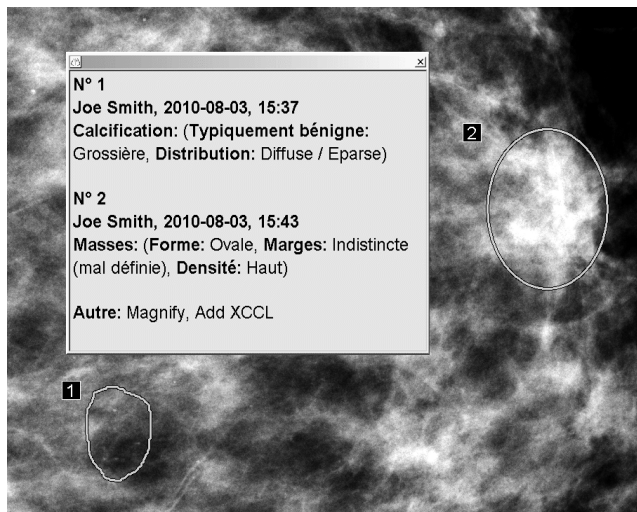 N° 1
Joe Smith, 2010-08-03, 15:37
Calcification: (Typiquement bénigne:
Grossière, Distribution: Diffuse / Eparse)
N° 2
Joe Smith, 2010-08-03, 15:43
Masses: (Forme: Ovale, Marges: Indistincte
(mal définie), Densité: Haut)
Autre: Magnify, Add XCCL
2
1